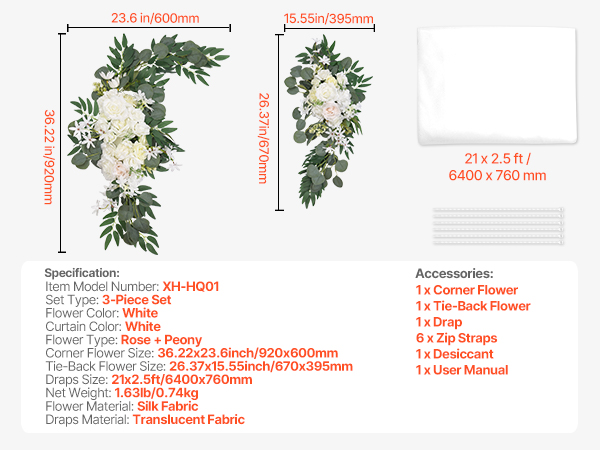 23.6 in/600mm
15.55in/395mm
36.22 in/920mm
26.37in/670mm
21 x 2.5 ft /
6400 x 760 mm
Specification:
Item Model Number: XH-HQ01
Set Type: 3-Piece Set
Flower Color: White
Curtain Color: White
Flower Type: Rose + Peony
Corner Flower Size: 36.22x23.6inch/920x600mm
Tie-Back Flower Size: 26.37x15.55inch/670x395mm
Draps Size: 21x2.5ft/6400x760mm
Net Weight: 1.63lb/0.74kg
Flower Material: Silk Fabric
Draps Material: Translucent Fabric
Accessories:
1 x Corner Flower
1 x Tie-Back Flower
1 x Drap
6 x Zip Straps
1 x Desiccant
1 x User Manual